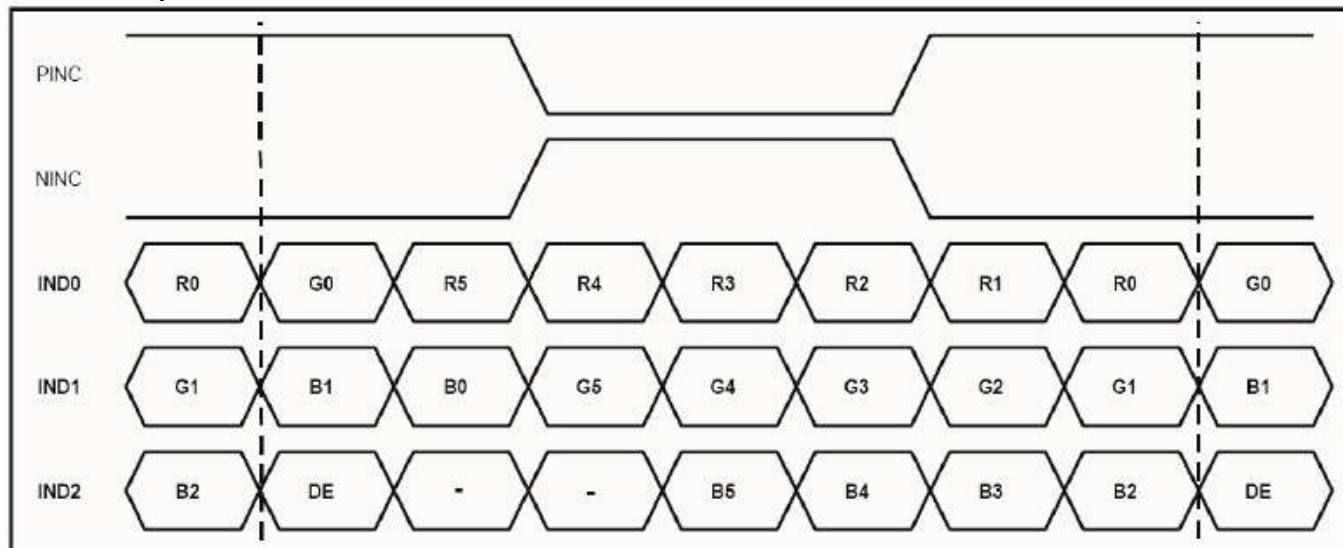 PINC
NINC
IND0 R0 G0 R5 R4 R3 R2 R1 R0 G0
IND1 G1 B1 B0 G5 G4 G3 G2 G1 B1
IND2 B2 DE - - B5 B4 B3 B2 DE